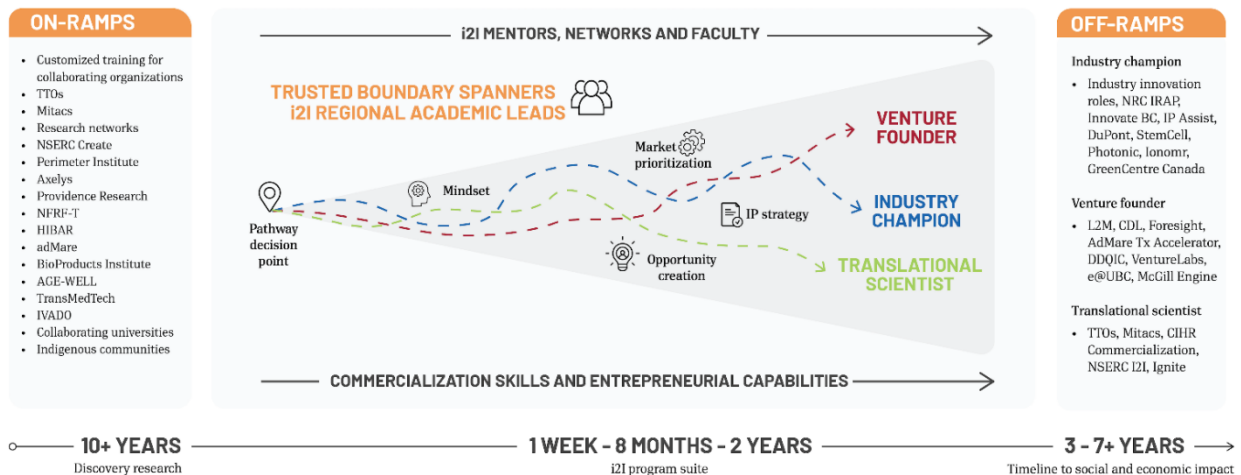 ON-RAMPS
• Customized training for
collaborating organizations
• TTOs
• Mitacs
• Research networks
• NSERC Create
• Perimeter Institute
• Axelys
• Providence Research
• NFRF-T
• HIBAR
• adMare
• BioProducts Institute
• AGE-WELL
• TransMedTech
• IVADO
• Collaborating universities
• Indigenous communities
i2I MENTORS, NETWORKS AND FACULTY
TRUSTED BOUNDARY SPANNERS
i2I REGIONAL ACADEMIC LEADS
Pathway
decision
point
Mindset
Market
prioritization
Opportunity
creation
IP strategy
VENTURE
FOUNDER
INDUSTRY
CHAMPION
TRANSLATIONAL
SCIENTIST
COMMERCIALIZATION SKILLS AND ENTREPRENEURIAL CAPABILITIES
OFF-RAMPS
Industry champion
• Industry innovation
roles, NRC IRAP,
Innovate BC, IP Assist,
DuPont, StemCell,
Photonic, Ionomr,
GreenCentre Canada
Venture founder
• L2M, CDL, Foresight,
AdMare Tx Accelerator,
DDQIC, VentureLabs,
e@UBC, McGill Engine
Translational scientist
• TTOs, Mitacs, CIHR
Commercialization,
NSERC I2I, Ignite
10+ YEARS
Discovery research
1 WEEK - 8 MONTHS - 2 YEARS
i2I program suite
3 - 7+ YEARS
Timeline to social and economic impact